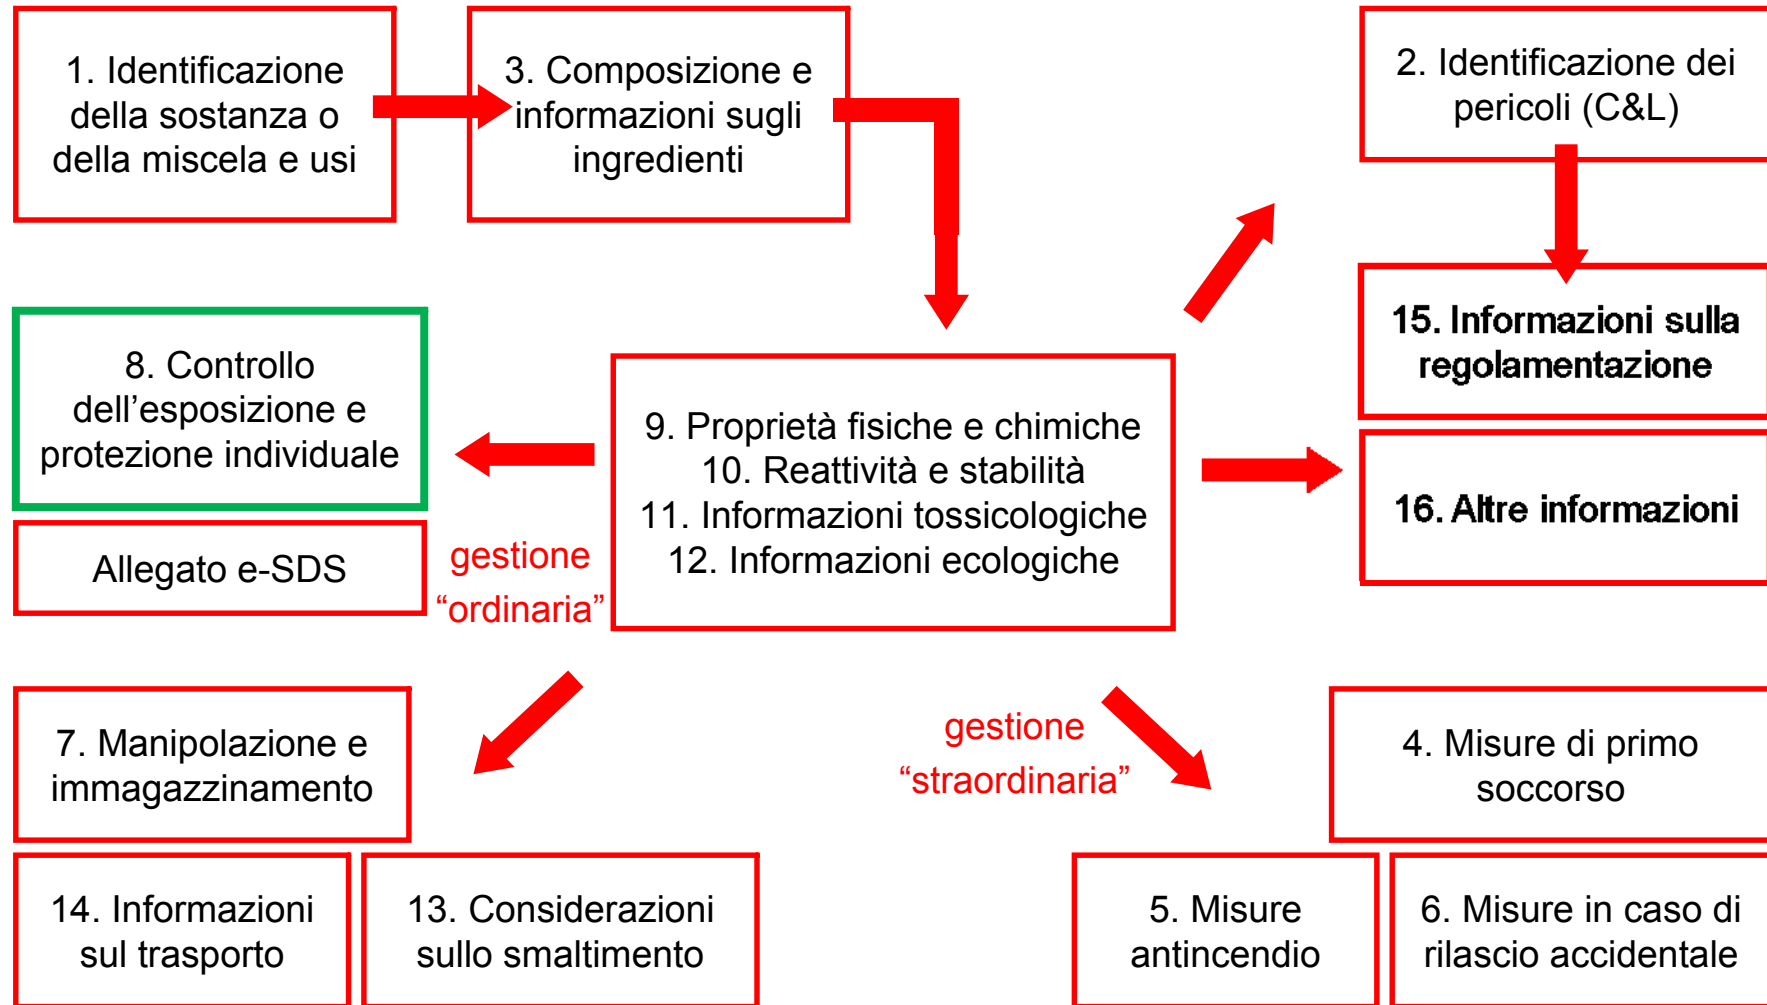 1. Identificazione
della sostanza o
della miscela e usi
3. Composizione e
informazioni sugli
ingredienti
2. Identificazione dei
pericoli (C&L)
15. Informazioni sulla
regolamentazione
16. Altre informazioni
8. Controllo
dell’esposizione e
protezione individuale
Allegato e-SDS
gestione
“ordinaria”
9. Proprietà fisiche e chimiche
10. Reattività e stabilità
11. Informazioni tossicologiche
12. Informazioni ecologiche
7. Manipolazione e
immagazzinamento
14. Informazioni
sul trasporto
13. Considerazioni
sullo smaltimento
gestione
“straordinaria”
4. Misure di primo
soccorso
5. Misure
antincendio
6. Misure in caso di
rilascio accidentale